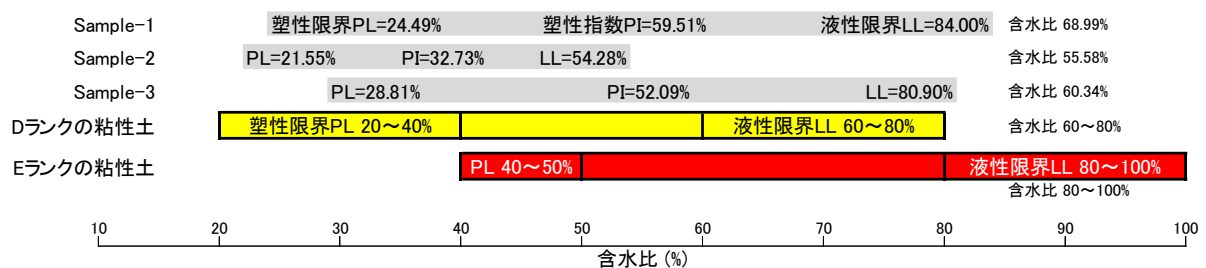 Sample-1 塑性限界PL=24.49% 塑性指数PI=59.51% 液性限界LL=84.00% 含水比 68.99%
Sample-2 PL=21.55% PI=32.73% LL=54.28% 含水比 55.58%
Sample-3 PL=28.81% PI=52.09% LL=80.90% 含水比 60.34%
Dランクの粘性土 塑性限界PL 20～40% 液性限界LL 60～80% 含水比 60～80%
Eランクの粘性土 PL 40～50% 液性限界LL 80～100%
含水比 80～100%
10 20 30 40 50 60 70 80 90 100
含水比 (%)